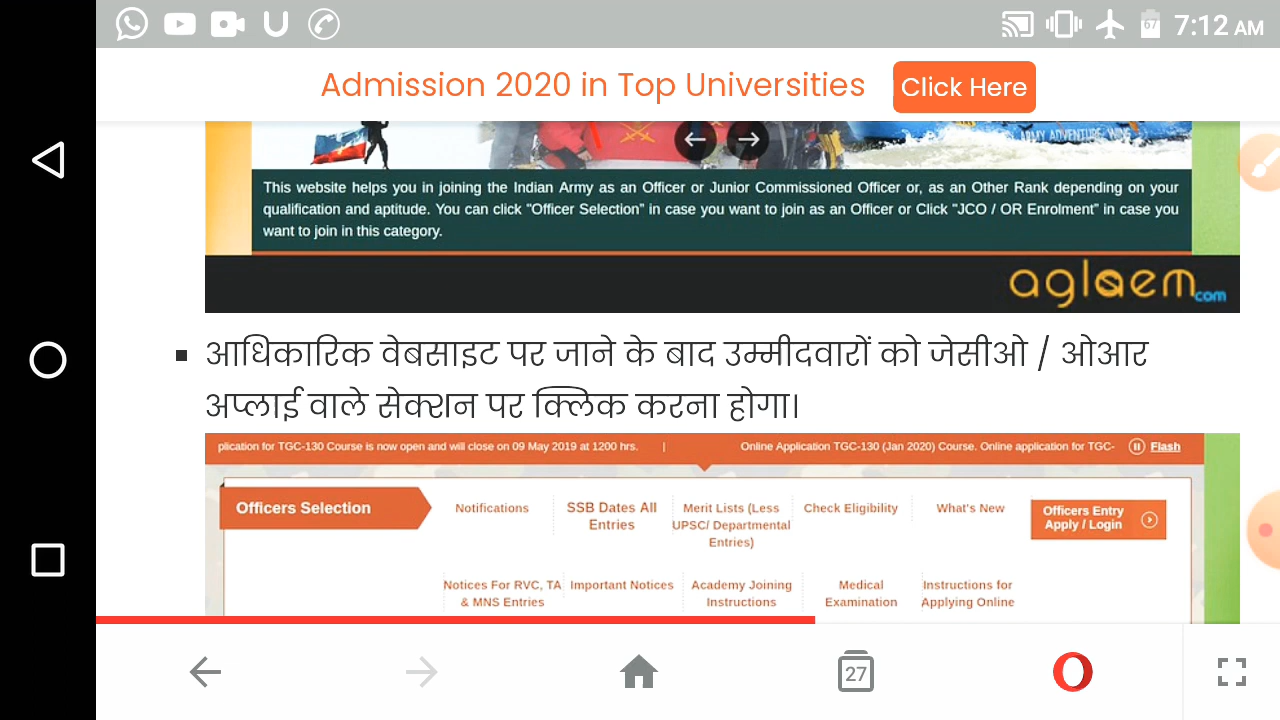 67 7:12 AM
Admission 2020 in Top Universities Click Here
ARMY ADVENTURE WING
This website helps you in joining the Indian Army as an Officer or Junior Commissioned Officer or, as an Other Rank depending on your
qualification and aptitude. You can click "Officer Selection" in case you want to join as an Officer or Click "JCO / OR Enrolment" in case you
want to join in this category.
aglasem.com
आधिकारिक वेबसाइट पर जाने के बाद उम्मीदवारों को जेसीओ / ओआर
अप्लाई वाले सेक्शन पर क्लिक करना होगा।
plication for TGC-130 Course is now open and will close on 09 May 2019 at 1200 hrs. | Online Application TGC-130 (Jan 2020) Course. Online application for TGC- Flash
Officers Selection Notifications SSB Dates All Merit Lists (Less Check Eligibility What's New Officers Entry
Entries UPSC/ Departmental Apply / Login
Entries)
Notices For RVC, TA Important Notices Academy Joining Medical Instructions for
& MNS Entries Instructions Examination Applying Online
27